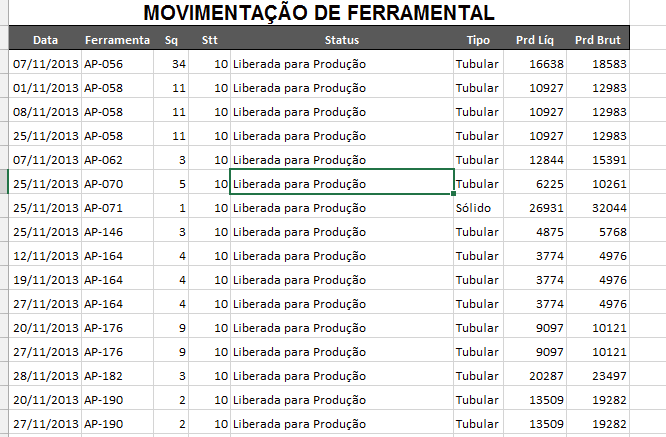 MOVIMENTAÇÃO DE FERRAMENTAL
Data Ferramenta Sq Stt Status Tipo Prd Líq Prd Brut
07/11/2013 AP-056 34 10 Liberada para Produção Tubular 16638 18583
01/11/2013 AP-058 11 10 Liberada para Produção Tubular 10927 12983
08/11/2013 AP-058 11 10 Liberada para Produção Tubular 10927 12983
25/11/2013 AP-058 11 10 Liberada para Produção Tubular 10927 12983
07/11/2013 AP-062 3 10 Liberada para Produção Tubular 12844 15391
25/11/2013 AP-070 5 10 Liberada para Produção Tubular 6225 10261
25/11/2013 AP-071 1 10 Liberada para Produção Sólido 26931 32044
25/11/2013 AP-146 3 10 Liberada para Produção Tubular 4875 5768
12/11/2013 AP-164 4 10 Liberada para Produção Tubular 3774 4976
19/11/2013 AP-164 4 10 Liberada para Produção Tubular 3774 4976
27/11/2013 AP-164 4 10 Liberada para Produção Tubular 3774 4976
20/11/2013 AP-176 9 10 Liberada para Produção Tubular 9097 10121
27/11/2013 AP-176 9 10 Liberada para Produção Tubular 9097 10121
28/11/2013 AP-182 3 10 Liberada para Produção Tubular 20287 23497
20/11/2013 AP-190 2 10 Liberada para Produção Tubular 13509 19282
27/11/2013 AP-190 2 10 Liberada para Produção Tubular 13509 19282